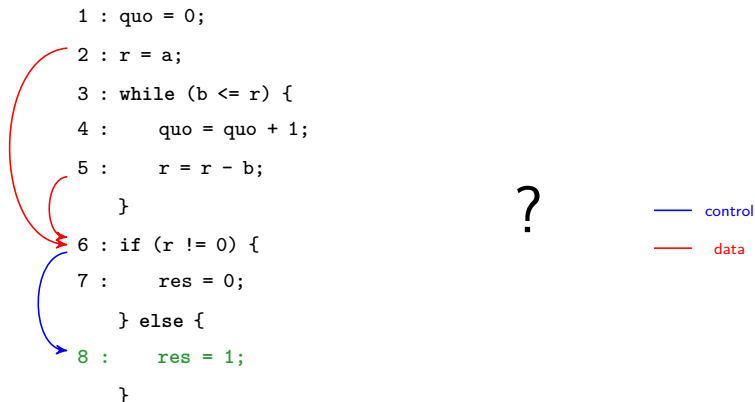 1 : quo = 0;
2 : r = a;
3 : while (b <= r) {
4 : quo = quo + 1;
5 : r = r - b;
}
6 : if (r != 0) {
7 : res = 0;
} else {
8 : res = 1;
}
?
control
data